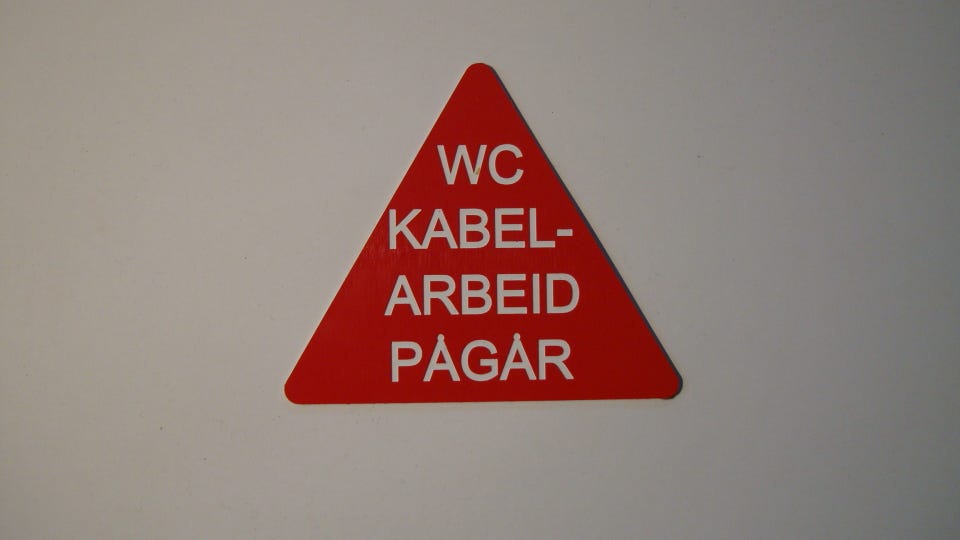 WC
KABEL-
ARBEID
PÅGÅR